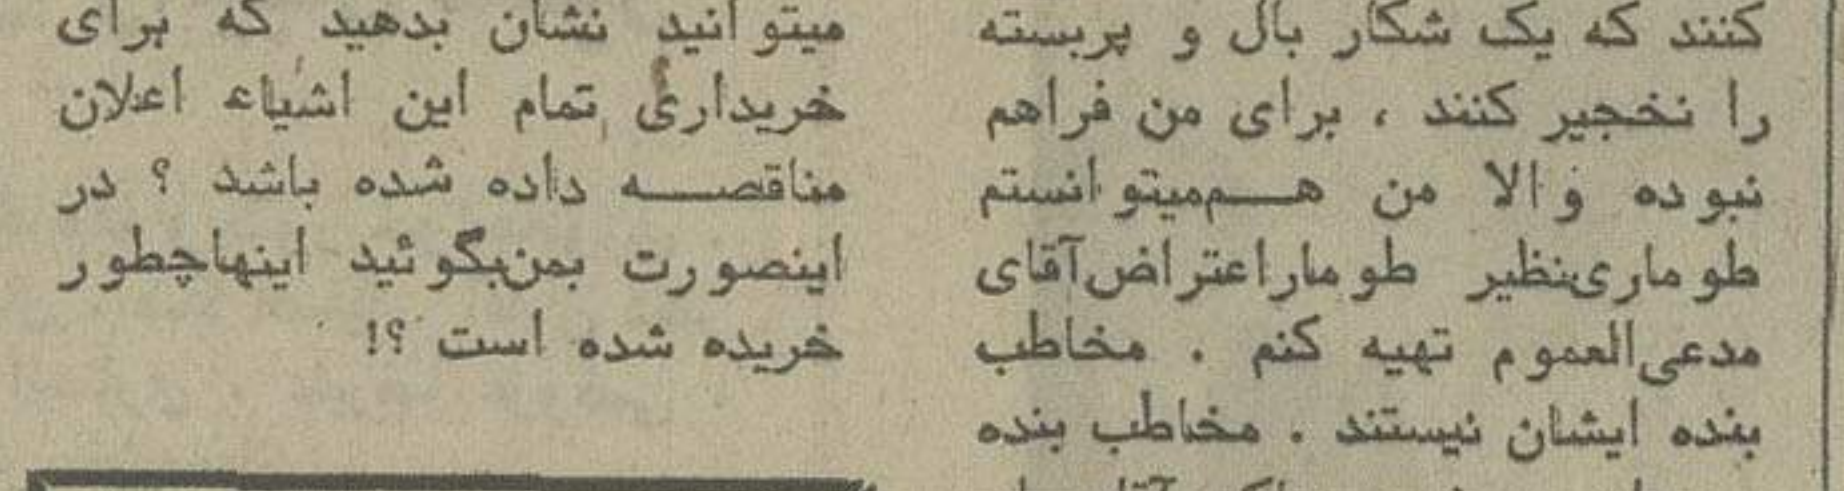 کنند که یک شکار بال و پربسته
را نخجیر کنند ، برای من فراهم
نبوده والا من هم‌میتوانستم
طوماری‌نظیر طوماراعتراض‌آقای
مدعی‌العموم تهیه کنم . مخاطب
بنده ایشان نیستند . مخاطب بنده
میتوانید نشان بدهید که برای
خریداری تمام این اشیاء اعلان
مناقصه داده شده باشد ؟ در
اینصورت بمن‌بگوئید اینهاچطور
خریده شده است ؟!